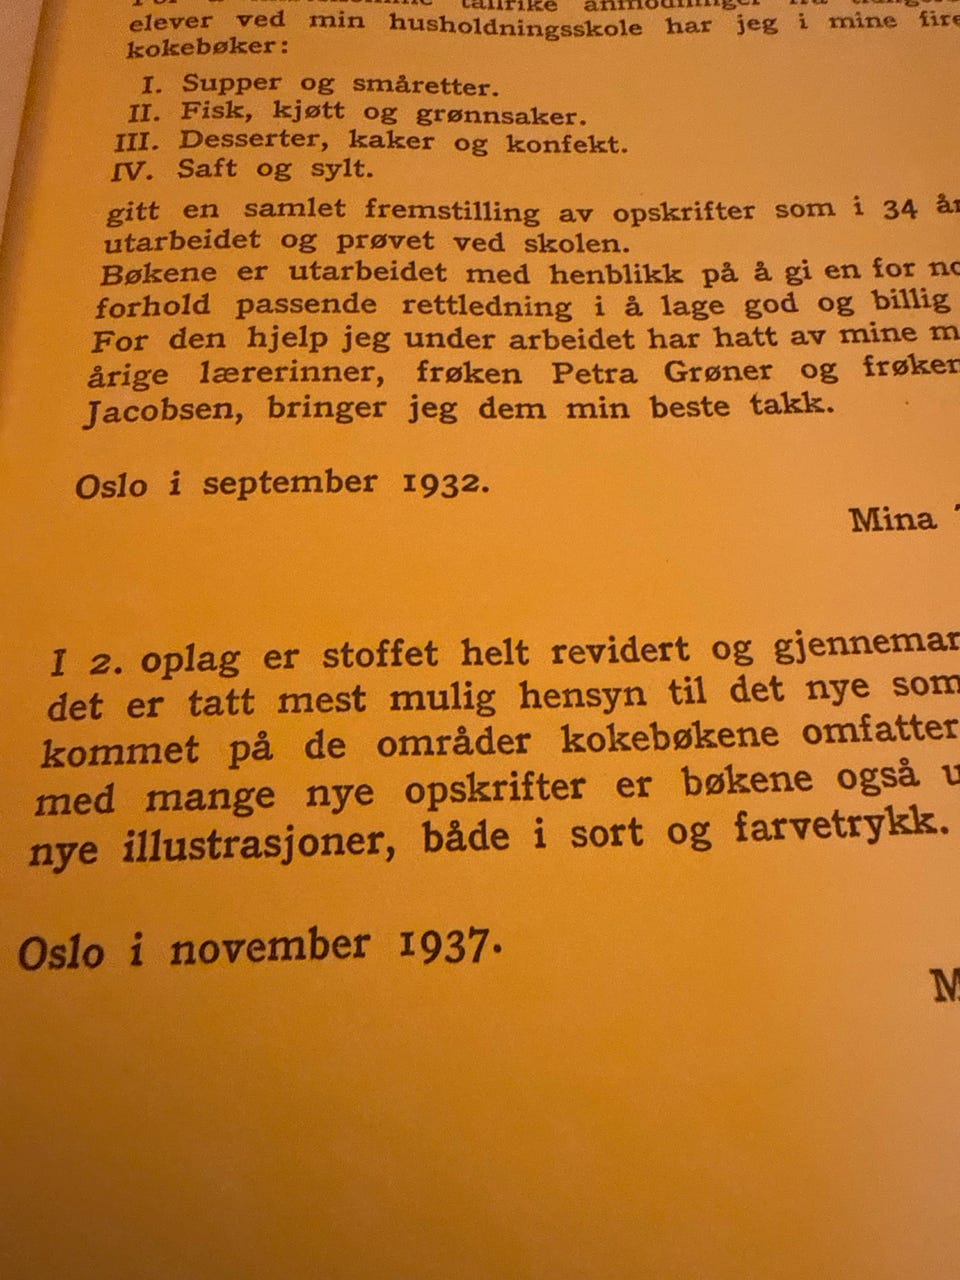 tallrike anmodninger
elever ved min husholdningsskole har jeg i mine fire
kokebøker:
I. Supper og småretter.
II. Fisk, kjøtt og grønnsaker.
III. Desserter, kaker og konfekt.
IV. Saft og sylt.
gitt en samlet fremstilling av opskrifter som i 34 år
utarbeidet og prøvet ved skolen.
Bøkene er utarbeidet med henblikk på å gi en for
forhold passende rettledning i å lage god og billig
For den hjelp jeg under arbeidet har hatt av mine
årige lærerinner, frøken Petra Grøner og frøken
Jacobsen, bringer jeg dem min beste takk.
Oslo i september 1932.
Mina
I 2. oplag er stoffet helt revidert og
det er tatt mest mulig hensyn til det nye som
kommet på de områder kokebøkene omfatter
med mange nye opskrifter er bøkene også
nye illustrasjoner, både i sort og farvetrykk.
Oslo i november 1937.
M